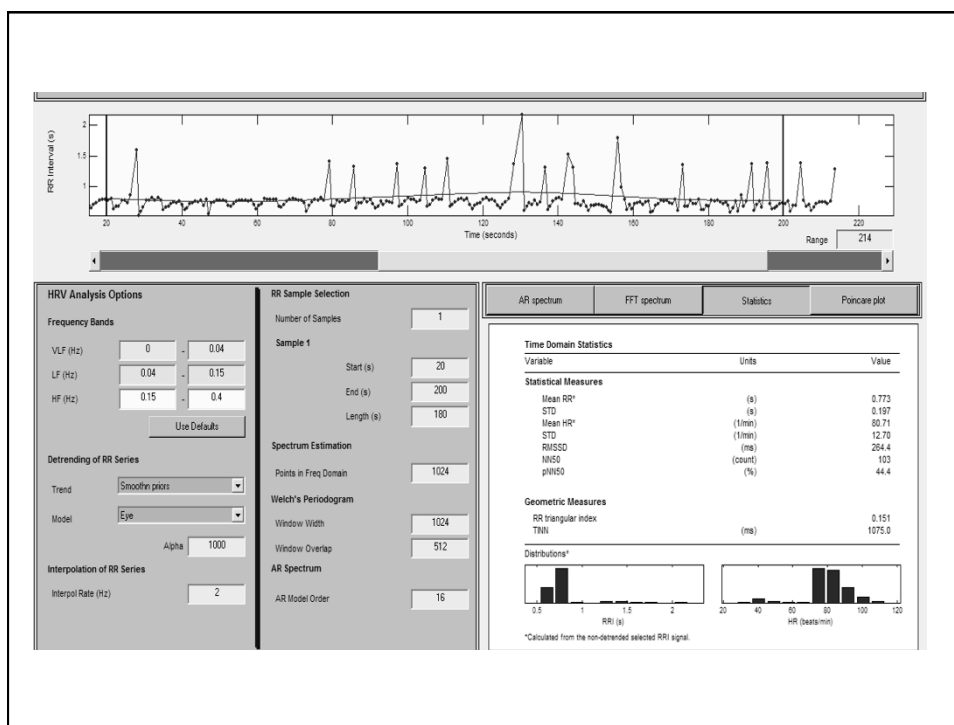 RR Interval (s)
2
1.5
1
20 40 60 80 100 120 140 160 180 200 220
Time (seconds)
Range 214
HRV Analysis Options
Frequency Bands
VLF (Hz) 0 - 0.04
LF (Hz) 0.04 - 0.15
HF (Hz) 0.15 - 0.4
Use Defaults
Detrending of RR Series
Trend Smoothn priors
Model Eye
Alpha 1000
Interpolation of RR Series
Interpol Rate (Hz) 2
RR Sample Selection
Number of Samples 1
Sample 1
Start (s) 20
End (s) 200
Length (s) 180
Spectrum Estimation
Points in Freq Domain 1024
Welch's Periodogram
Window Width 1024
Window Overlap 512
AR Spectrum
AR Model Order 16
AR spectrum FFT spectrum Statistics Poincare plot
Time Domain Statistics
Variable Units Value
Statistical Measures
Mean RR* (s) 0.773
STD (s) 0.197
Mean HR* (1/min) 80.71
STD (1/min) 12.70
RMSSD (ms) 264.4
NN50 (count) 103
pNN50 (%) 44.4
Geometric Measures
RR triangular index 0.151
TINN (ms) 1075.0
Distributions*
0.5 1 1.5 2
RRI (s)
20 40 60 80 100 120
HR (beats/min)
*Calculated from the non-detrended selected RRI signal.